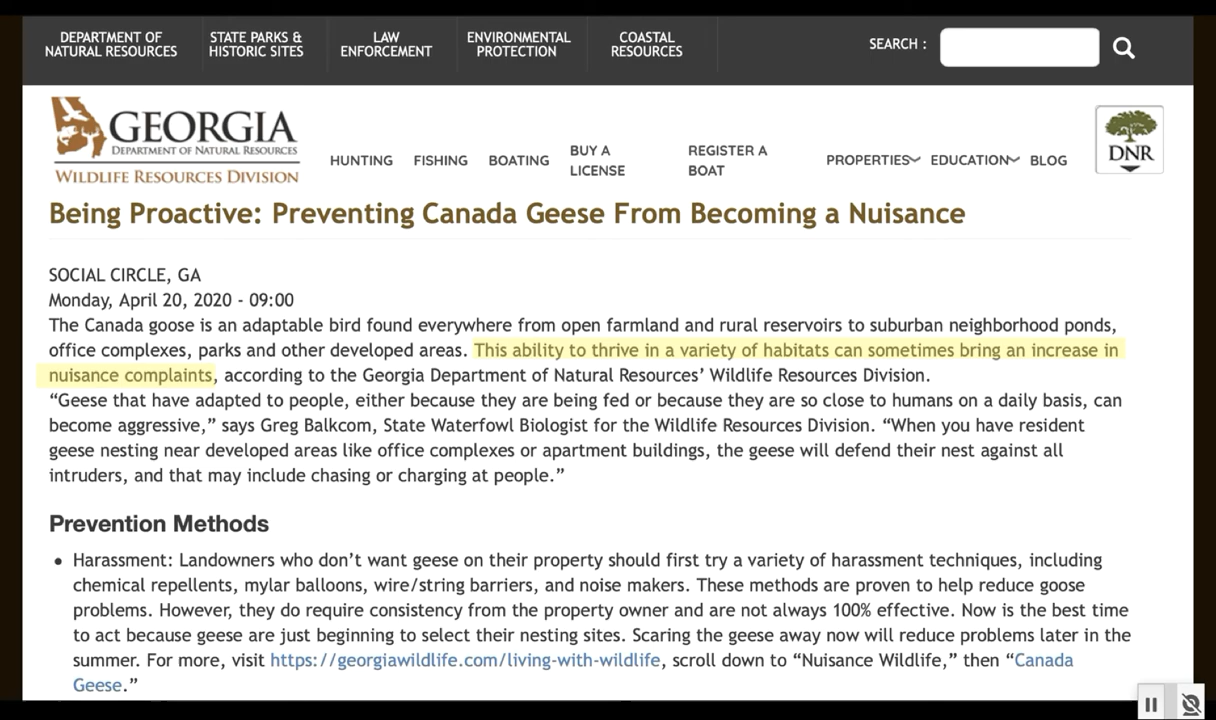 DEPARTMENT OF
NATURAL RESOURCES
STATE PARKS &
HISTORIC SITES
LAW
ENFORCEMENT
ENVIRONMENTAL
PROTECTION
COASTAL
RESOURCES
SEARCH :
GEORGIA
DEPARTMENT OF NATURAL RESOURCES
WILDLIFE RESOURCES DIVISION
HUNTING
FISHING
BOATING
BUY A
LICENSE
REGISTER A
BOAT
PROPERTIES
EDUCATION
BLOG
DNR
Being Proactive: Preventing Canada Geese From Becoming a Nuisance
SOCIAL CIRCLE, GA
Monday, April 20, 2020 - 09:00
The Canada goose is an adaptable bird found everywhere from open farmland and rural reservoirs to suburban neighborhood ponds,
office complexes, parks and other developed areas. This ability to thrive in a variety of habitats can sometimes bring an increase in
nuisance complaints, according to the Georgia Department of Natural Resources’ Wildlife Resources Division.
“Geese that have adapted to people, either because they are being fed or because they are so close to humans on a daily basis, can
become aggressive,” says Greg Balkcom, State Waterfowl Biologist for the Wildlife Resources Division. “When you have resident
geese nesting near developed areas like office complexes or apartment buildings, the geese will defend their nest against all
intruders, and that may include chasing or charging at people.”
Prevention Methods
• Harassment: Landowners who don’t want geese on their property should first try a variety of harassment techniques, including
chemical repellents, mylar balloons, wire/string barriers, and noise makers. These methods are proven to help reduce goose
problems. However, they do require consistency from the property owner and are not always 100% effective. Now is the best time
to act because geese are just beginning to select their nesting sites. Scaring the geese away now will reduce problems later in the
summer. For more, visit https://georgiawildlife.com/living-with-wildlife, scroll down to “Nuisance Wildlife,” then “Canada
Geese.”